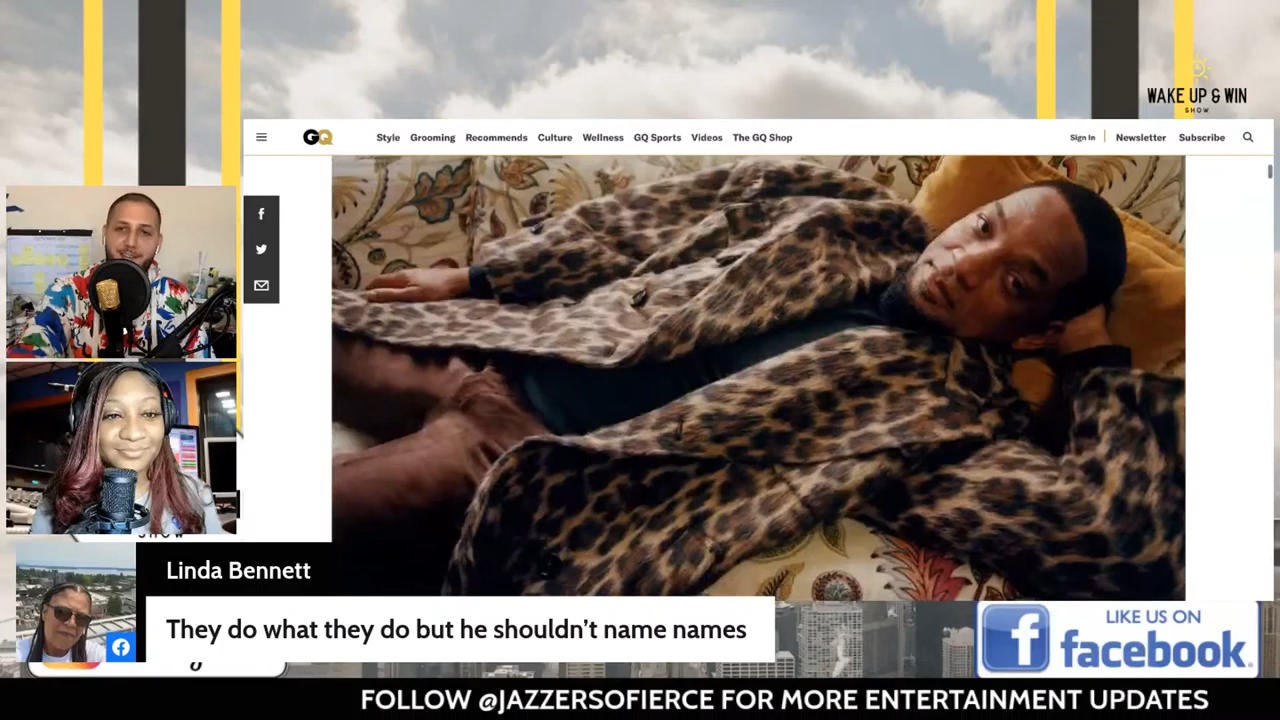 WAKE UP & WIN
SHOW
GQ
Style Grooming Recommends Culture Wellness GQ Sports Videos The GQ Shop
Sign In Newsletter Subscribe
SHOW
Linda Bennett
They do what they do but he shouldn't name names
LIKE US ON
facebook.
FOLLOW @JAZZERSOFIERCE FOR MORE ENTERTAINMENT UPDATES